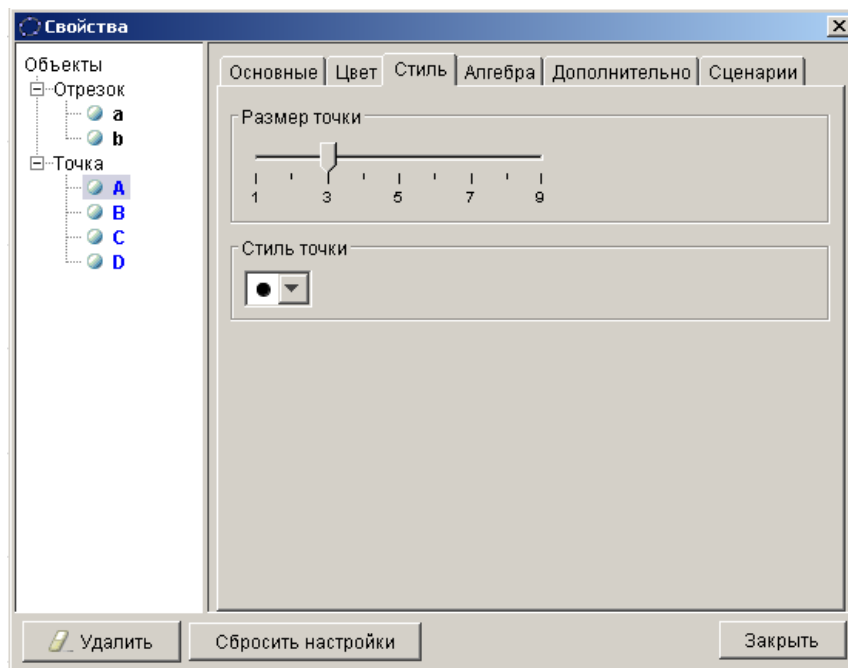 Свойства
Объекты
Отрезок
a
b
Точка
A
B
C
D
Основные Цвет Стиль Алгебра Дополнительно Сценарии
Размер точки
1 3 5 7 9
Стиль точки
Удалить Сбросить настройки Закрыть